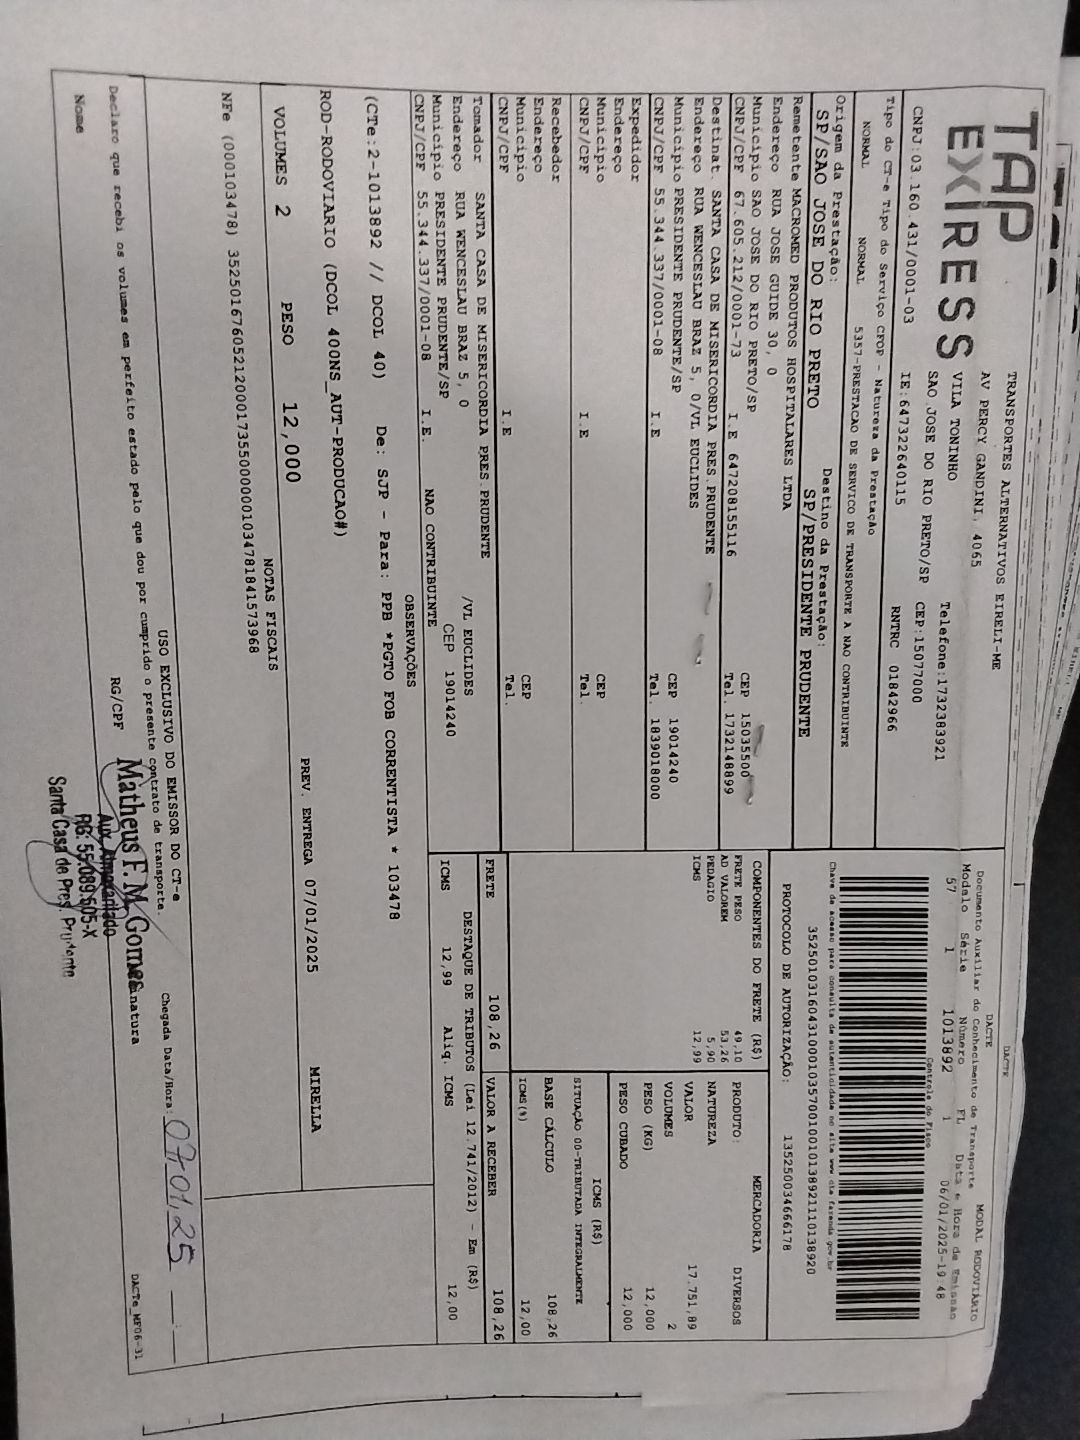 TAP
EXPRESS
TRANSPORTES ALTERNATIVOS EIRELI-ME
AV PERCY GANDINI, 4065
VILA TONINHO Telefone:1732383921
SAO JOSE DO RIO PRETO/SP CEP:15077000
CNPJ:03.160.431/0001-03 IE:647322640115 RNTRC 01842966
Tipo do CT-e Tipo do Serviço CFOP - Natureza da Prestação
NORMAL NORMAL 5357-PRESTACAO DE SERVICO DE TRANSPORTE A NAO CONTRIBUINTE
Origem da Prestação: Destino da Prestação:
SP/SAO JOSE DO RIO PRETO SP/PRESIDENTE PRUDENTE
Remetente MACROMED PRODUTOS HOSPITALARES LTDA
Endereço RUA JOSE GUIDE 30, 0
Município SAO JOSE DO RIO PRETO/SP CEP 15035500
CNPJ/CPF 67.605.212/0001-73 I.E 647208155116 Tel. 1732148899
Destinat. SANTA CASA DE MISERICORDIA PRES.PRUDENTE
Endereço RUA WENCESLAU BRAZ 5, 0/VL EUCLIDES
Município PRESIDENTE PRUDENTE/SP CEP 19014240
CNPJ/CPF 55.344.337/0001-08 I.E Tel. 1839018000
Expedidor
Endereço
Município CEP
CNPJ/CPF I.E Tel.
Recebedor
Endereço
Município CEP
CNPJ/CPF I.E Tel.
Tomador SANTA CASA DE MISERICORDIA PRES.PRUDENTE
Endereço RUA WENCESLAU BRAZ 5, 0 /VL EUCLIDES
Município PRESIDENTE PRUDENTE/SP CEP 19014240
CNPJ/CPF 55.344.337/0001-08 I.E. NAO CONTRIBUINTE
DACTE
DACTE
Documento Auxiliar do Conhecimento de Transporte MODAL RODOVIÁRIO
Modalo Série Número FL Data e Hora de Emissão
57 1 1013892 1 06/01/2025-19:48
Controle do Fisco
Chave de acesso para consulta de autenticidade no site www.cte.fazenda.gov.br
PROTOCOLO DE AUTORIZAÇÃO: 135250034666178
COMPONENTES DO FRETE (R$)
FRETE PESO 49,10
AD VALOREM 53,26
PEDAGIO 5,90
ICMS 12,99
PRODUTO: MERCADORIA
NATUREZA DIVERSOS
VALOR 17.751,89
VOLUMES 2
PESO (KG) 12,000
PESO CUBADO 12,000
ICMS (R$)
SITUAÇÃO 00-TRIBUTADA INTEGRALMENTE
BASE CÁLCULO 108,26
ICMS(%) 12,00
FRETE 108,26 VALOR A RECEBER 108,26
DESTAQUE DE TRIBUTOS (Lei 12.741/2012) - Em (R$)
ICMS 12,99 Aliq. ICMS 12,00
OBSERVAÇÕES
(CTe:2-1013892 // DCOL 40) De: SJP - Para: PPB *PGTO FOB CORRENTISTA * 103478
ROD-RODOVIARIO (DCOL 400NS_AUT-PRODUCAO#)
VOLUMES 2 PESO 12,000 PREV. ENTREGA 07/01/2025 MIRELLA
NOTAS FISCAIS
USO EXCLUSIVO DO EMISSOR DO CT-e
Chegada Data/Hora: 07,01,25
Declaro que recebi os volumes em perfeito estado pelo que dou por cumprido o presente contrato de transporte.
Nome RG/CPF
Matheus F. M. Gomes
Aux. Almoxarifado
RG: 55.089.605-X
Santa Casa de Pres. Prudente
DACTe_MF06-31